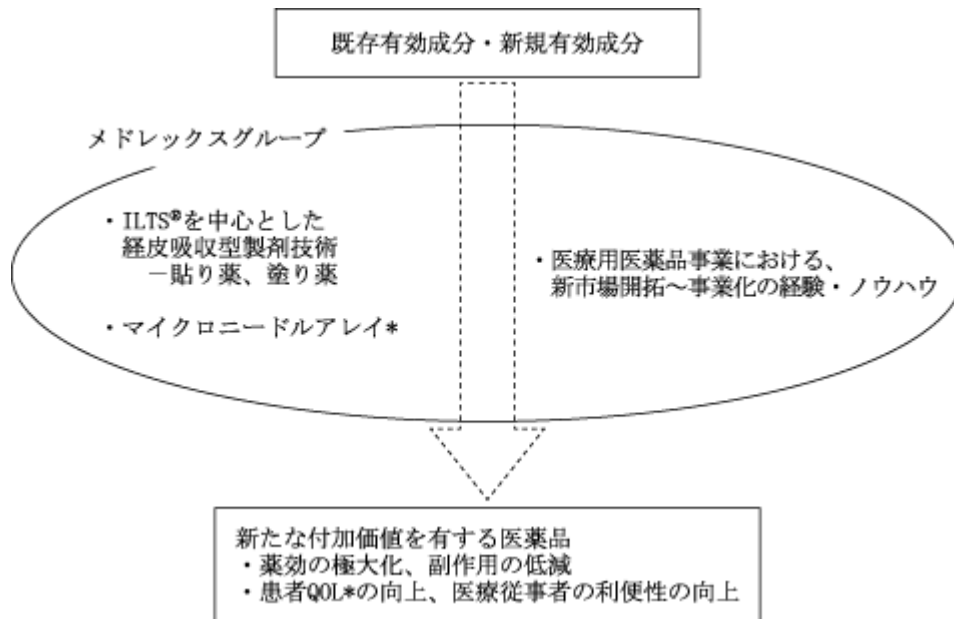 既存有効成分・新規有効成分
メドレックスグループ
・ILTS®を中心とした
経皮吸収型製剤技術
－貼り薬、塗り薬
・マイクロニードルアレイ*
・医療用医薬品事業における、
新市場開拓～事業化の経験・ノウハウ
新たな付加価値を有する医薬品
・薬効の極大化、副作用の低減
・患者QOL*の向上、医療従事者の利便性の向上